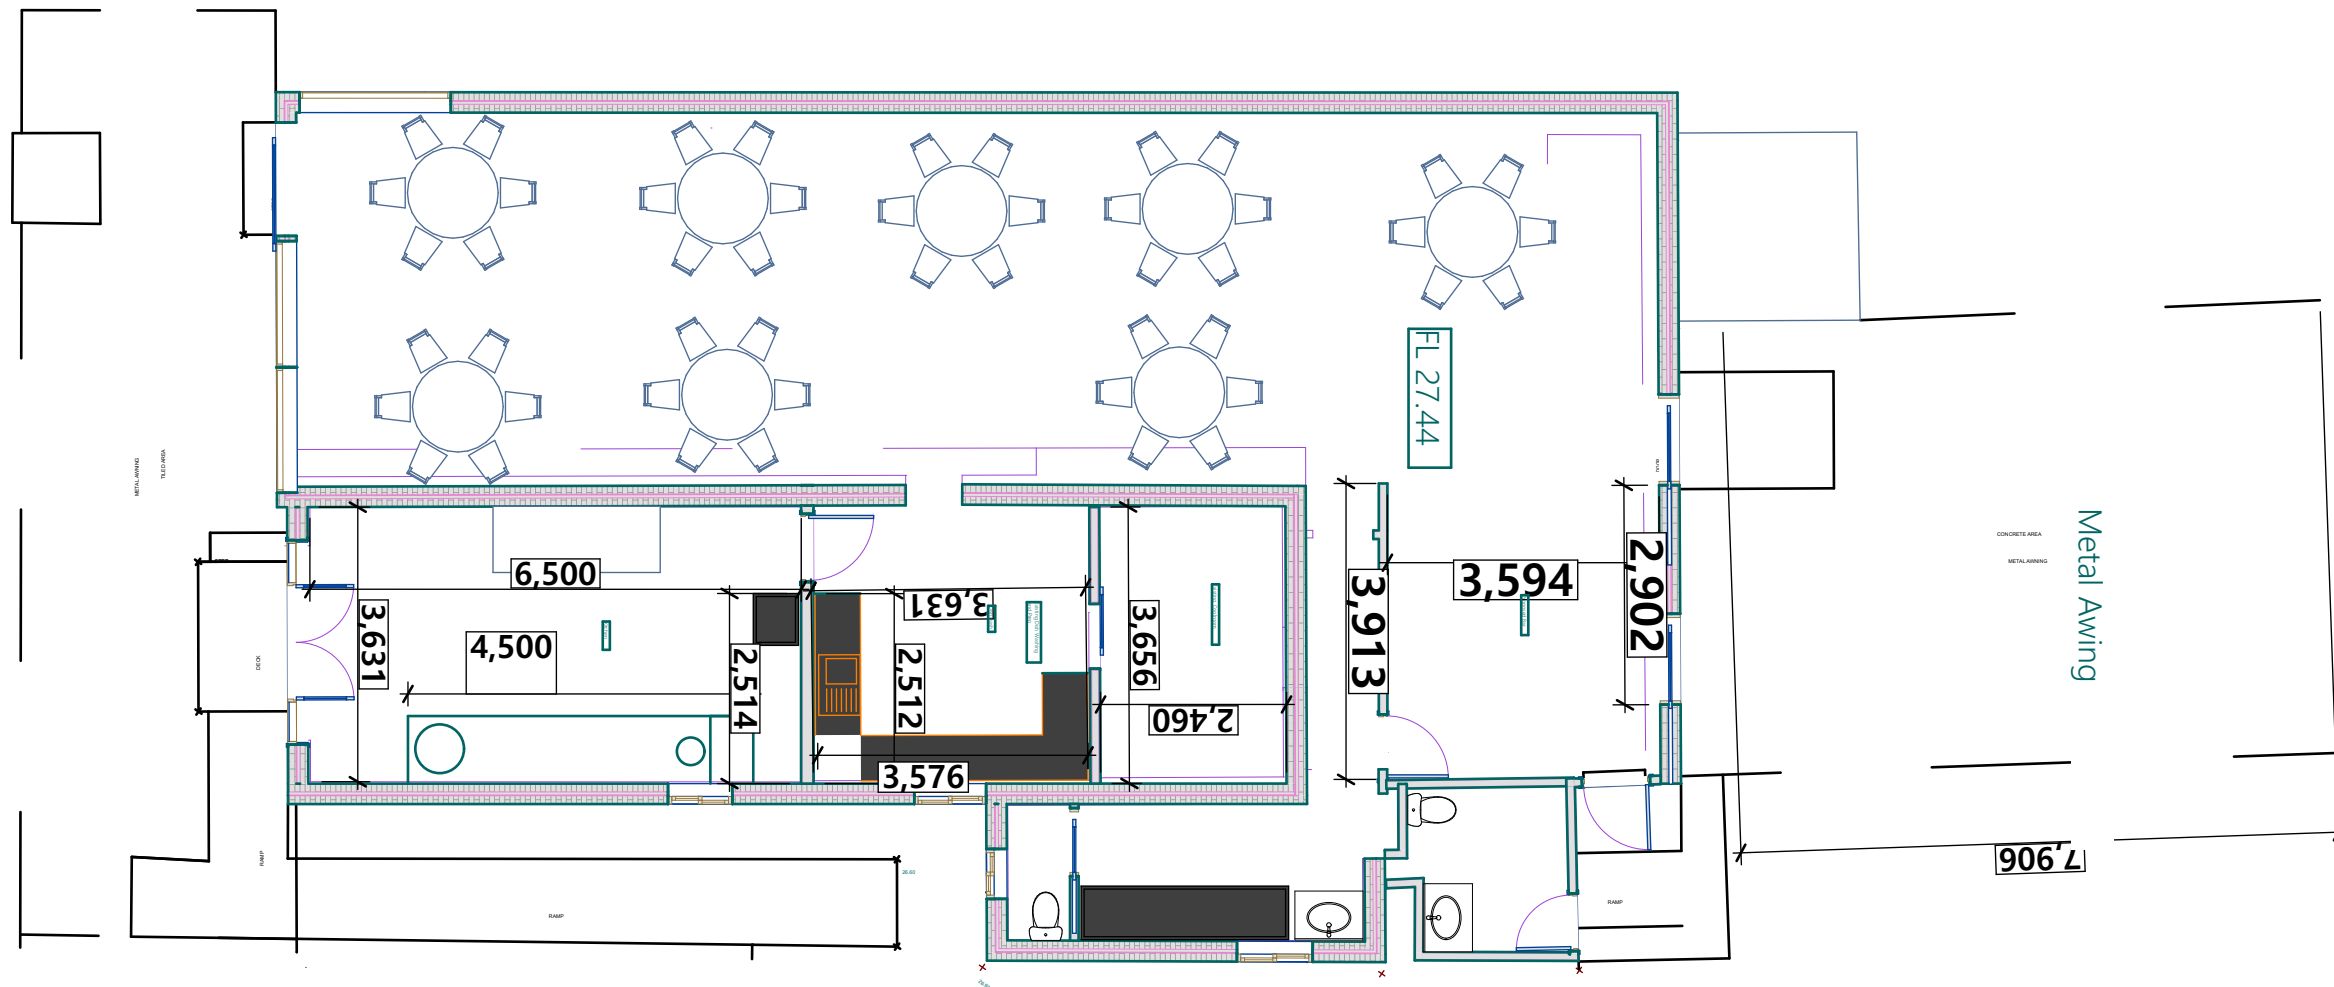 FL 27.44
METAL AWNING
TILED AREA
6,500
3,631
4,500
2,514
3,631
2,512
3,576
3,656
2,460
3,913
3,594
2,902
Metal Awing
CONCRETE AREA
METAL AWNING
7,906
DECK
RAMP
RAMP
26.60
RAMP